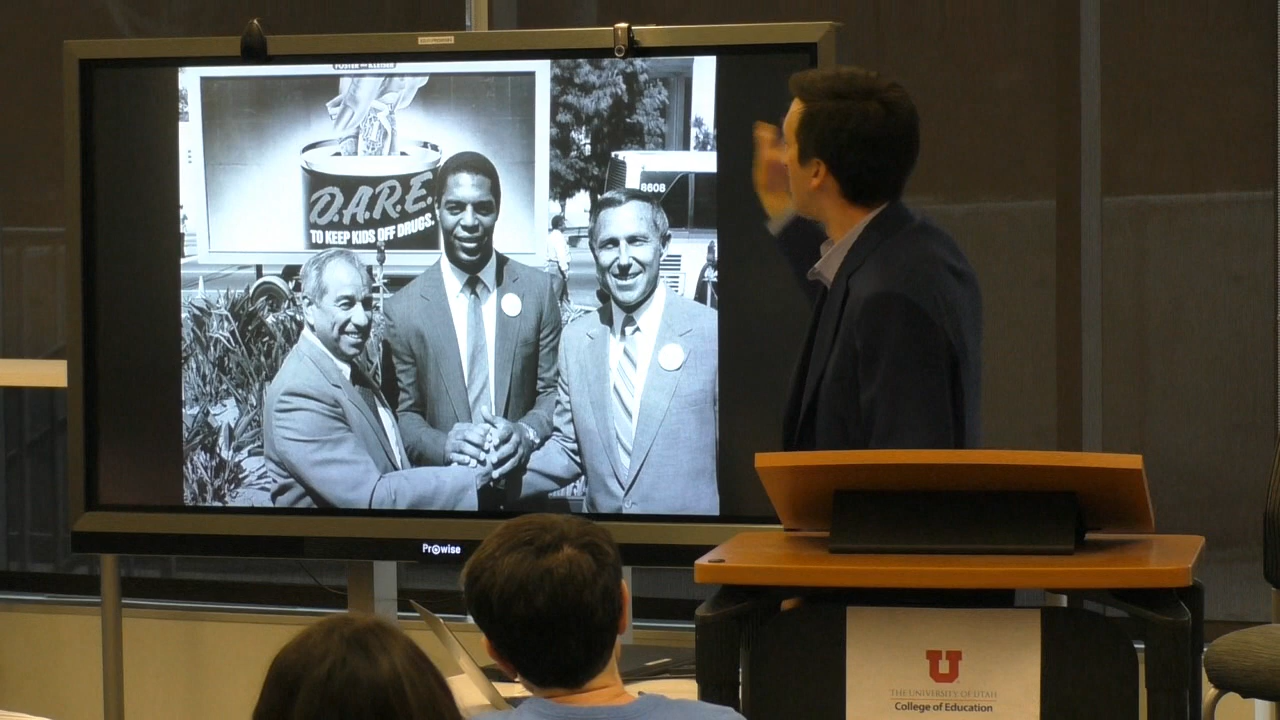 FOSTER AND KLEISER
D.A.R.E.
TO KEEP KIDS OFF DRUGS.
8608
Prowise
U
THE UNIVERSITY OF UTAH
College of Education